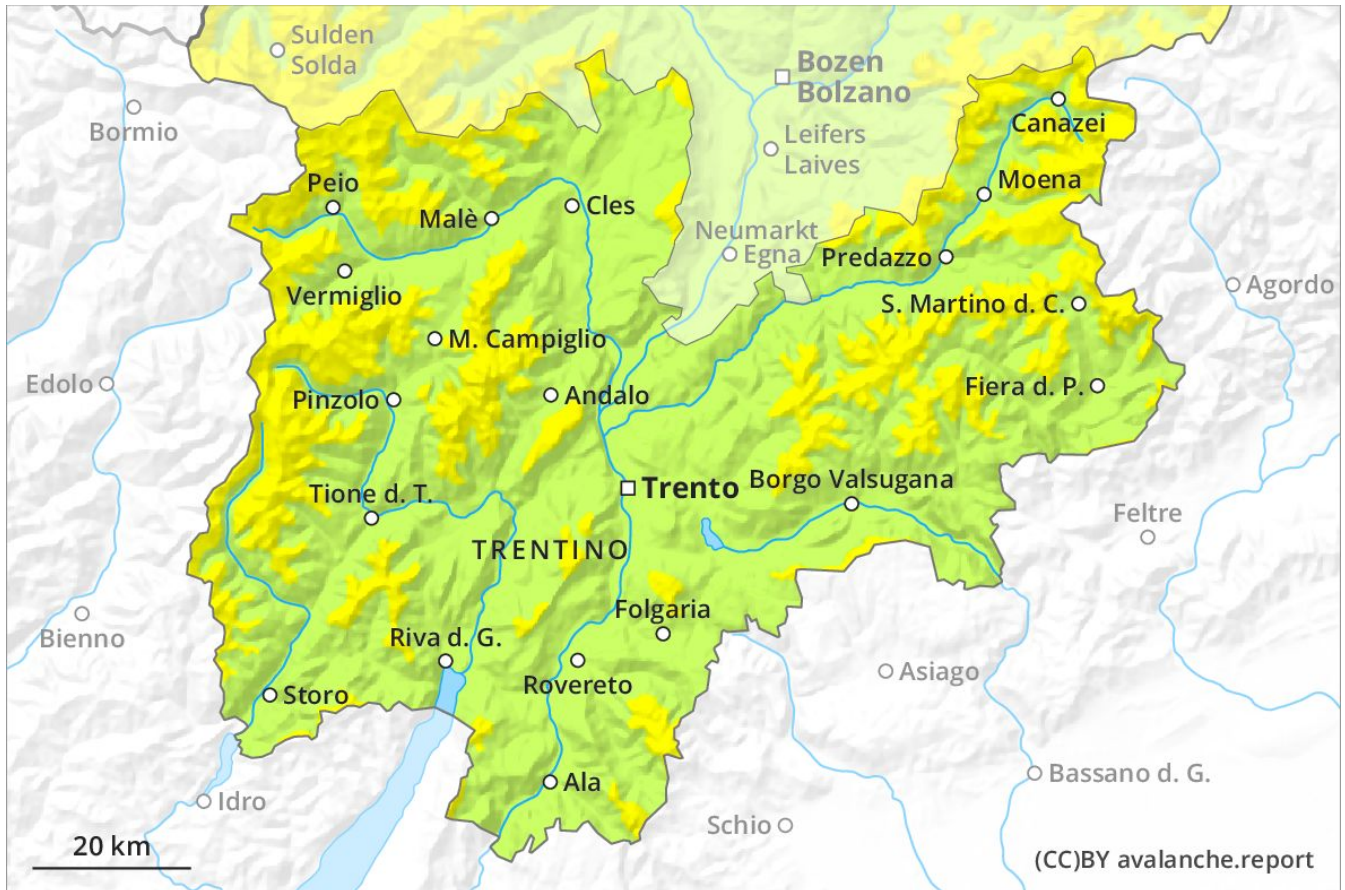 Sulden
Solda
Bozen
Bolzano
Bormio
Canazei
Leifers
Laives
Peio
Moena
Malè
Cles
Neumarkt
Egna
Predazzo
Vermiglio
Agordo
S. Martino d. C.
M. Campiglio
Edolo
Pinzolo
Andalo
Fiera d. P.
Trento
Borgo Valsugana
Tione d. T.
Feltre
TRENTINO
Folgaria
Bienno
Riva d. G.
Asiago
Rovereto
Storo
Bassano d. G.
Ala
Idro
Schio
20 km
(CC)BY avalanche.report